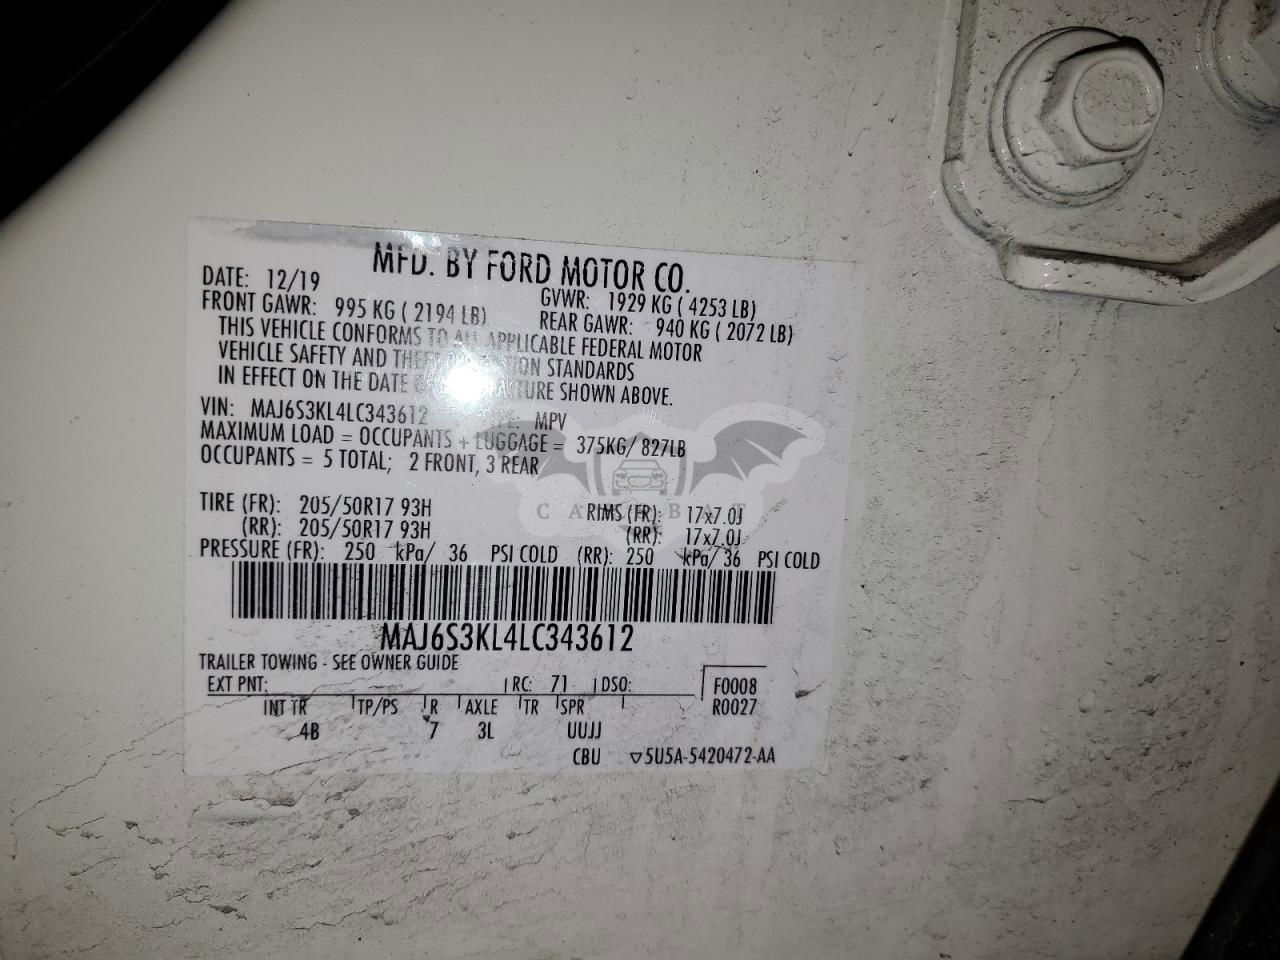 MFD. BY FORD MOTOR CO.
DATE: 12/19
GVWR: 1929 KG ( 4253 LB)
FRONT GAWR: 995 KG ( 2194 LB)
REAR GAWR: 940 KG ( 2072 LB)
THIS VEHICLE CONFORMS TO ALL APPLICABLE FEDERAL MOTOR
VEHICLE SAFETY AND THEFT STANDARDS
IN EFFECT ON THE DATE SHOWN ABOVE.
VIN: MAJ6S3KL4LC343612 MPV
MAXIMUM LOAD = OCCUPANTS + LUGGAGE = 375KG/ 827LB
OCCUPANTS = 5 TOTAL; 2 FRONT, 3 REAR
CARBAT
TIRE (FR): 205/50R17 93H RIMS (FR): 17x7.0J
(RR): 205/50R17 93H (RR): 17x7.0J
PRESSURE (FR): 250 kPa/ 36 PSI COLD (RR): 250 kPa/ 36 PSI COLD
MAJ6S3KL4LC343612
TRAILER TOWING - SEE OWNER GUIDE
EXT PNT: RC: 71 DSO: F0008
INT TR TP/PS R AXLE TR SPR R0027
4B 7 3L UUJJ
CBU ▽5U5A-5420472-AA